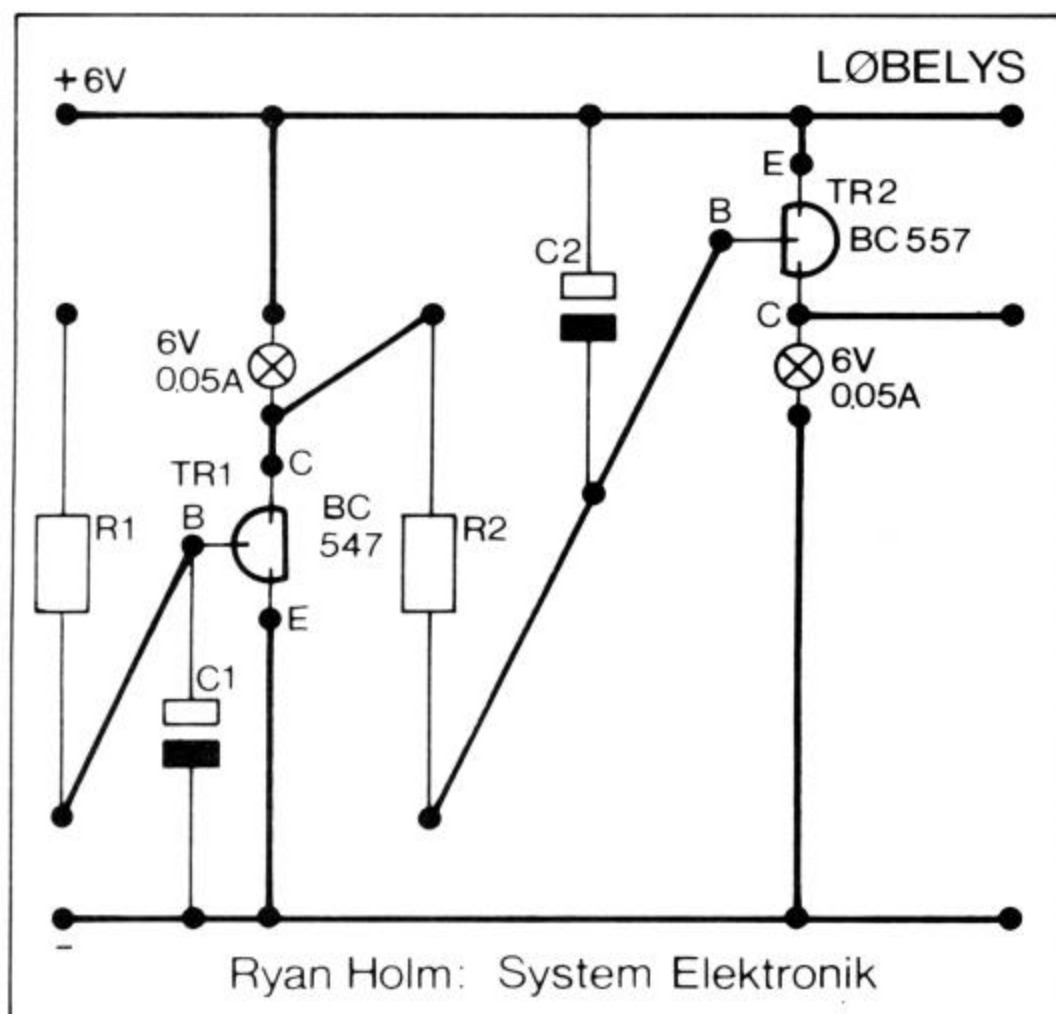 LØBELYS
+6V
E
TR2
B
BC 557
C2
C
6V
0,05A
6V
0,05A
TR1
C
B
BC
547
R1
R2
E
C1
-
Ryan Holm: System Elektronik